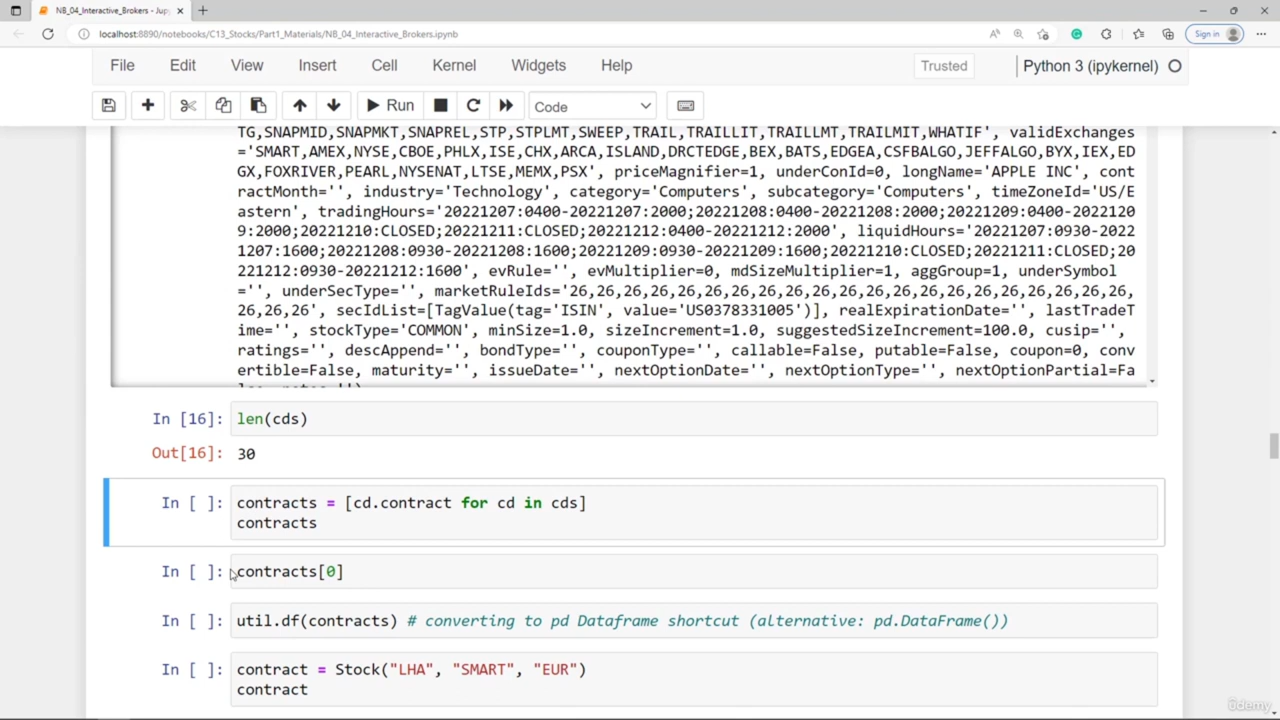 NB_04_Interactive_Brokers - Jup
localhost:8890/notebooks/C13_Stocks/Part1_Materials/NB_04_Interactive_Brokers.ipynb
Sign in
File Edit View Insert Cell Kernel Widgets Help Trusted Python 3 (ipykernel)
Run Code
TG,SNAPMID,SNAPMKT,SNAPREL,STP,STPLMT,SWEEP,TRAIL,TRAILLIT,TRAILLMT,TRAILMIT,WHATIF', validExchanges
='SMART,AMEX,NYSE,CBOE,PHLX,ISE,CHX,ARCA,ISLAND,DRCTEDGE,BEX,BATS,EDGEA,CSFBALGO,JEFFALGO,BYX,IEX,ED
GX,FOXRIVER,PEARL,NYSENAT,LTSE,MEMX,PSX', priceMagnifier=1, underConId=0, longName='APPLE INC', cont
ractMonth='', industry='Technology', category='Computers', subcategory='Computers', timeZoneId='US/E
astern', tradingHours='20221207:0400-20221207:2000;20221208:0400-20221208:2000;20221209:0400-2022120
9:2000;20221210:CLOSED;20221211:CLOSED;20221212:0400-20221212:2000', liquidHours='20221207:0930-2022
1207:1600;20221208:0930-20221208:1600;20221209:0930-20221209:1600;20221210:CLOSED;20221211:CLOSED;20
221212:0930-20221212:1600', evRule='', evMultiplier=0, mdSizeMultiplier=1, aggGroup=1, underSymbol
='', underSecType='', marketRuleIds='26,26,26,26,26,26,26,26,26,26,26,26,26,26,26,26,26,26,26,26,26,
26,26,26', secIdList=[TagValue(tag='ISIN', value='US0378331005')], realExpirationDate='', lastTradeT
ime='', stockType='COMMON', minSize=1.0, sizeIncrement=1.0, suggestedSizeIncrement=100.0, cusip='',
ratings='', descAppend='', bondType='', couponType='', callable=False, putable=False, coupon=0, conv
ertible=False, maturity='', issueDate='', nextOptionDate='', nextOptionType='', nextOptionPartial=Fa
In [16]: len(cds)
Out[16]: 30
In [ ]: contracts = [cd.contract for cd in cds]
contracts
In [ ]: contracts[0]
In [ ]: util.df(contracts) # converting to pd Dataframe shortcut (alternative: pd.DataFrame())
In [ ]: contract = Stock("LHA", "SMART", "EUR")
contract
ûdemy